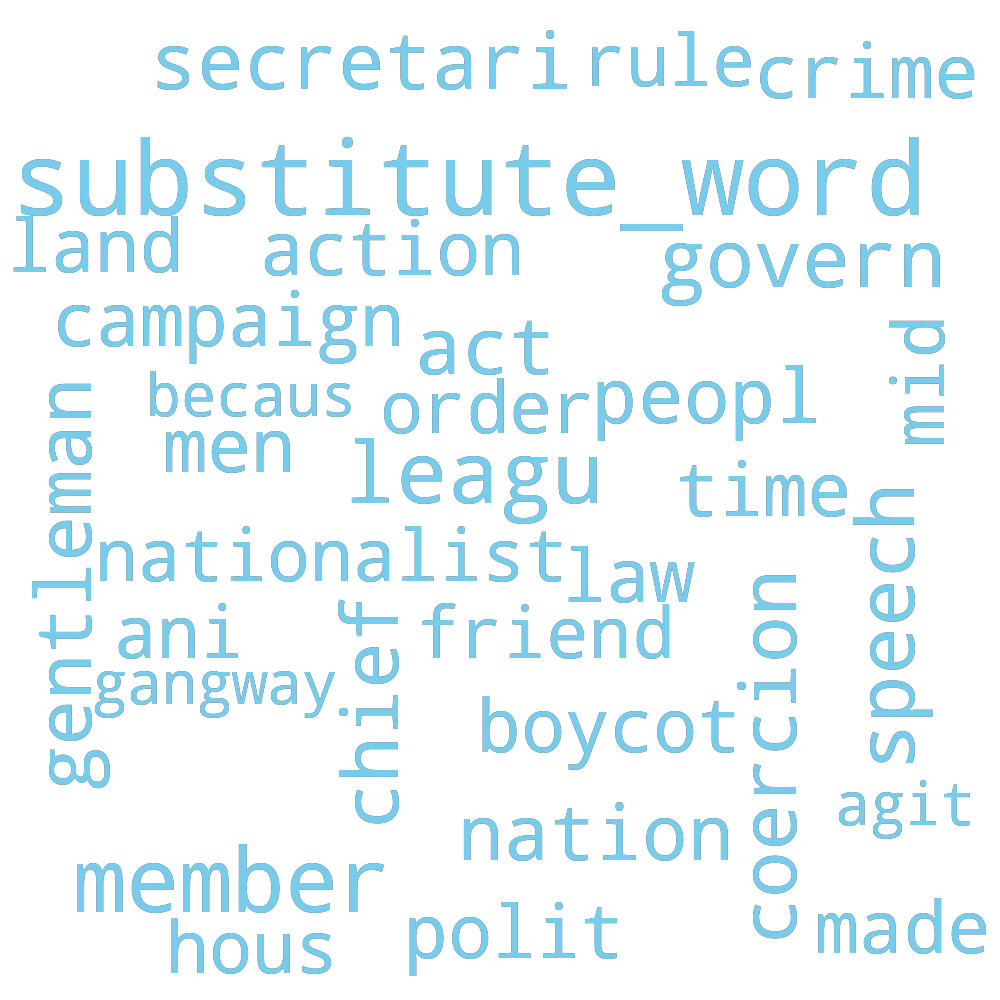 secretari rule crime
substitute_word
land action govern
campaign act mid
becaus order peopl
men leagu time
gentleman speech
nationalist law
ani chief friend coercion
gangway
boycot
agit
nation
member
hous polit made